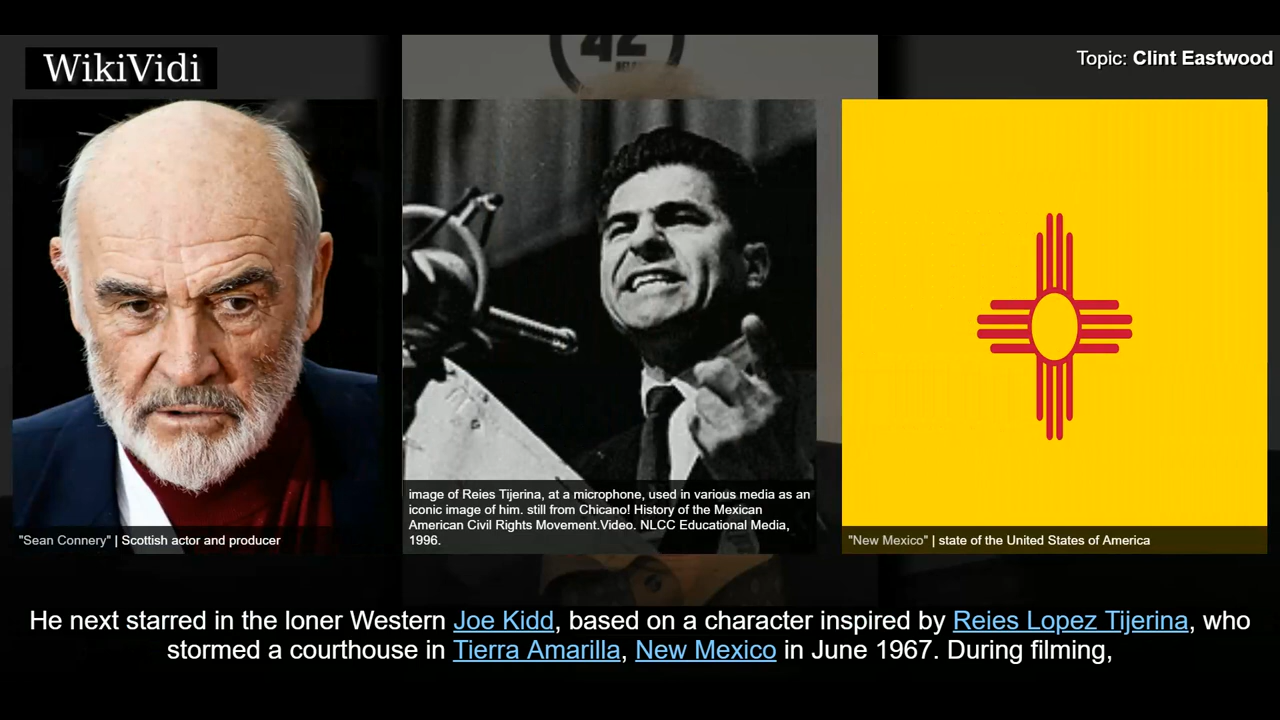 WikiVidi
Topic: Clint Eastwood
42
"Sean Connery" | Scottish actor and producer
image of Reies Tijerina, at a microphone, used in various media as an
iconic image of him. still from Chicano! History of the Mexican
American Civil Rights Movement.Video. NLCC Educational Media,
1996.
"New Mexico" | state of the United States of America
He next starred in the loner Western Joe Kidd, based on a character inspired by Reies Lopez Tijerina, who
stormed a courthouse in Tierra Amarilla, New Mexico in June 1967. During filming,